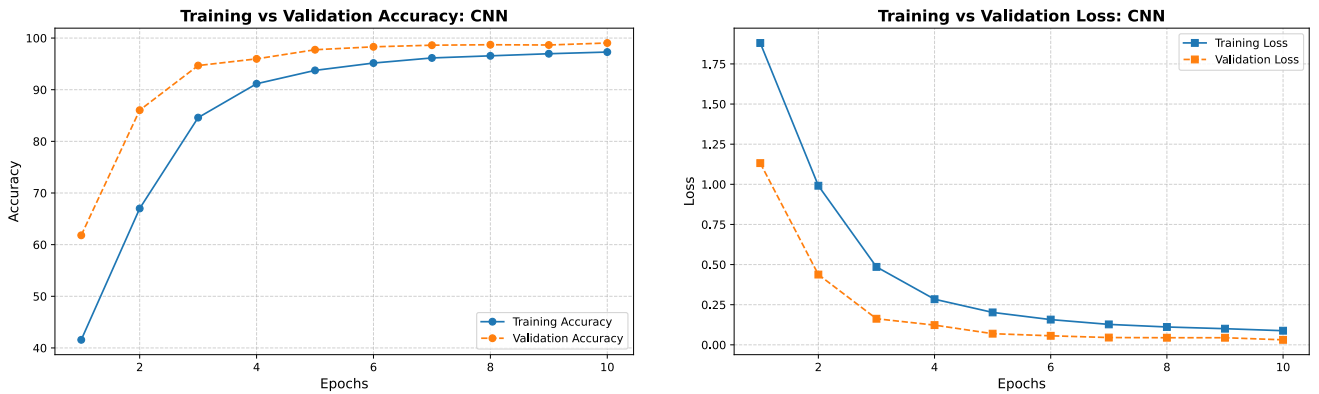 Training vs Validation Accuracy: CNN
Accuracy
100
90
80
70
60
50
40
2
4
6
8
10
Epochs
Training Accuracy
Validation Accuracy
Training vs Validation Loss: CNN
Loss
1.75
1.50
1.25
1.00
0.75
0.50
0.25
0.00
2
4
6
8
10
Epochs
Training Loss
Validation Loss